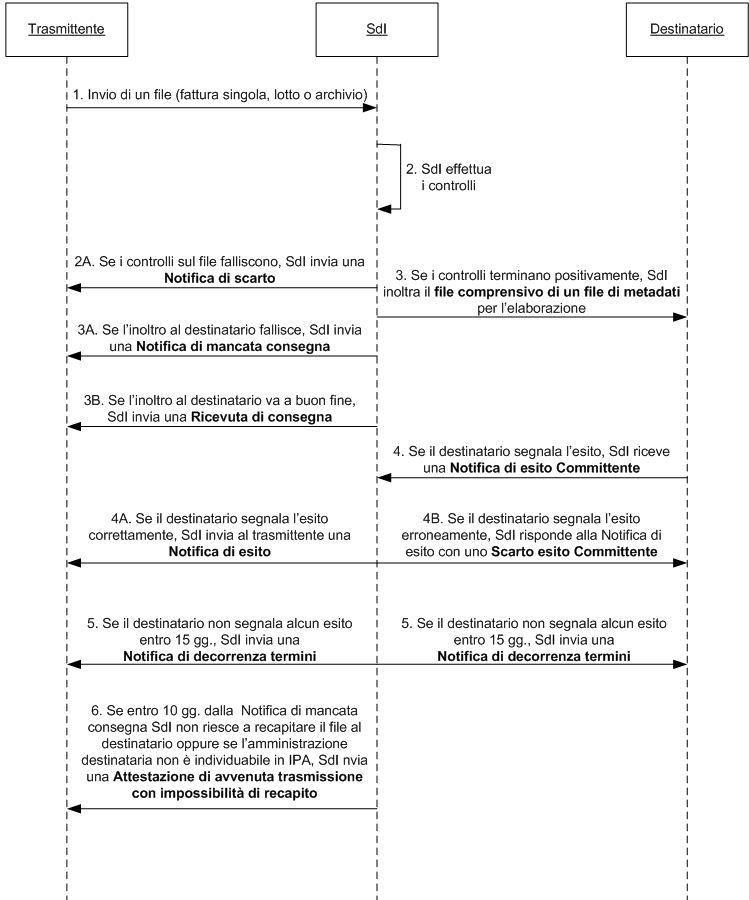 Trasmittente
SdI
Destinatario
1. Invio di un file (fattura singola, lotto o archivio)
2. SdI effettua
i controlli
2A. Se i controlli sul file falliscono, SdI invia una
Notifica di scarto
3. Se i controlli terminano positivamente, SdI
inoltra il file comprensivo di un file di metadati
per l'elaborazione
3A. Se l'inoltro al destinatario fallisce, SdI invia
una Notifica di mancata consegna
3B. Se l'inoltro al destinatario va a buon fine,
SdI invia una Ricevuta di consegna
4. Se il destinatario segnala l'esito, SdI riceve
una Notifica di esito Committente
4A. Se il destinatario segnala l'esito
correttamente, SdI invia al trasmittente una
Notifica di esito
4B. Se il destinatario segnala l'esito
erroneamente, SdI risponde alla Notifica di
esito con uno Scarto esito Committente
5. Se il destinatario non segnala alcun esito
entro 15 gg., SdI invia una
Notifica di decorrenza termini
5. Se il destinatario non segnala alcun esito
entro 15 gg., SdI invia una
Notifica di decorrenza termini
6. Se entro 10 gg. dalla Notifica di mancata
consegna SdI non riesce a recapitare il file al
destinatario oppure se l'amministrazione
destinataria non è individuabile in IPA, SdI nvia
una Attestazione di avvenuta trasmissione
con impossibilità di recapito